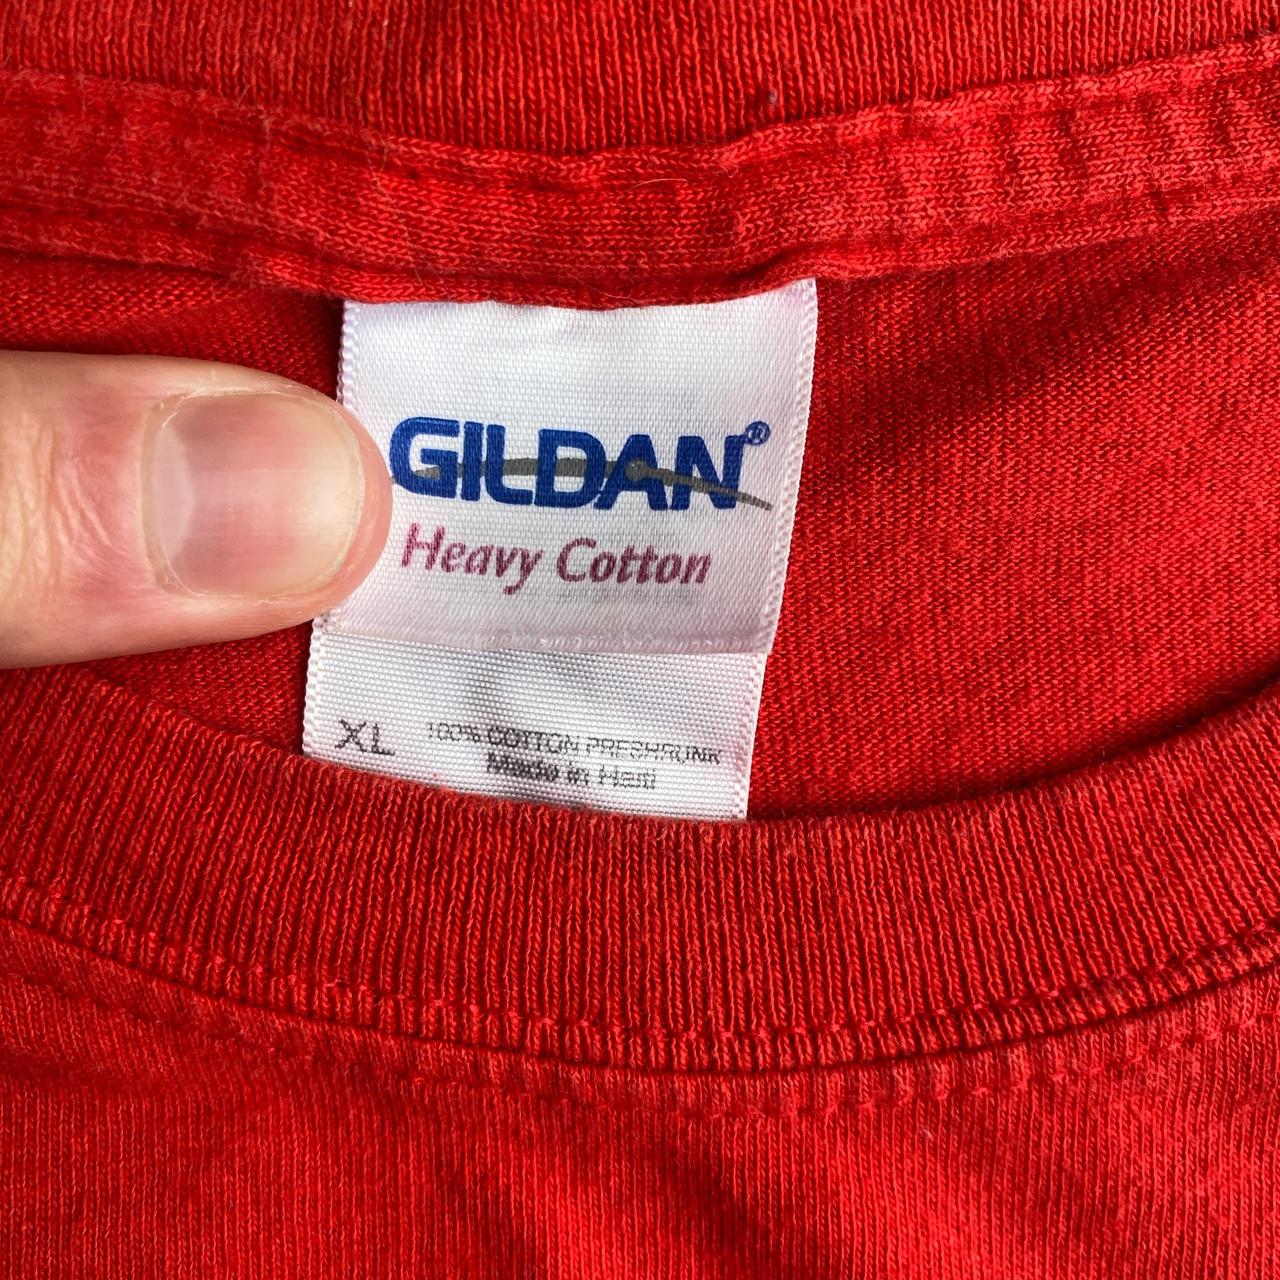 GILDAN®
Heavy Cotton
XL 100% COTTON PRESHRUNK
Made in Haiti